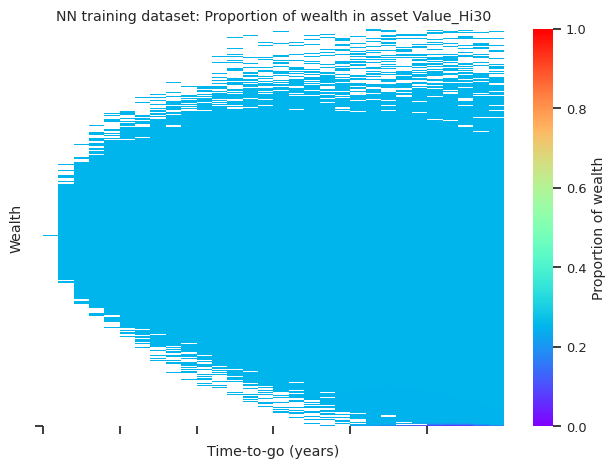 NN training dataset: Proportion of wealth in asset Value_Hi30
Wealth
Time-to-go (years)
1.0
0.8
0.6
0.4
0.2
0.0
Proportion of wealth